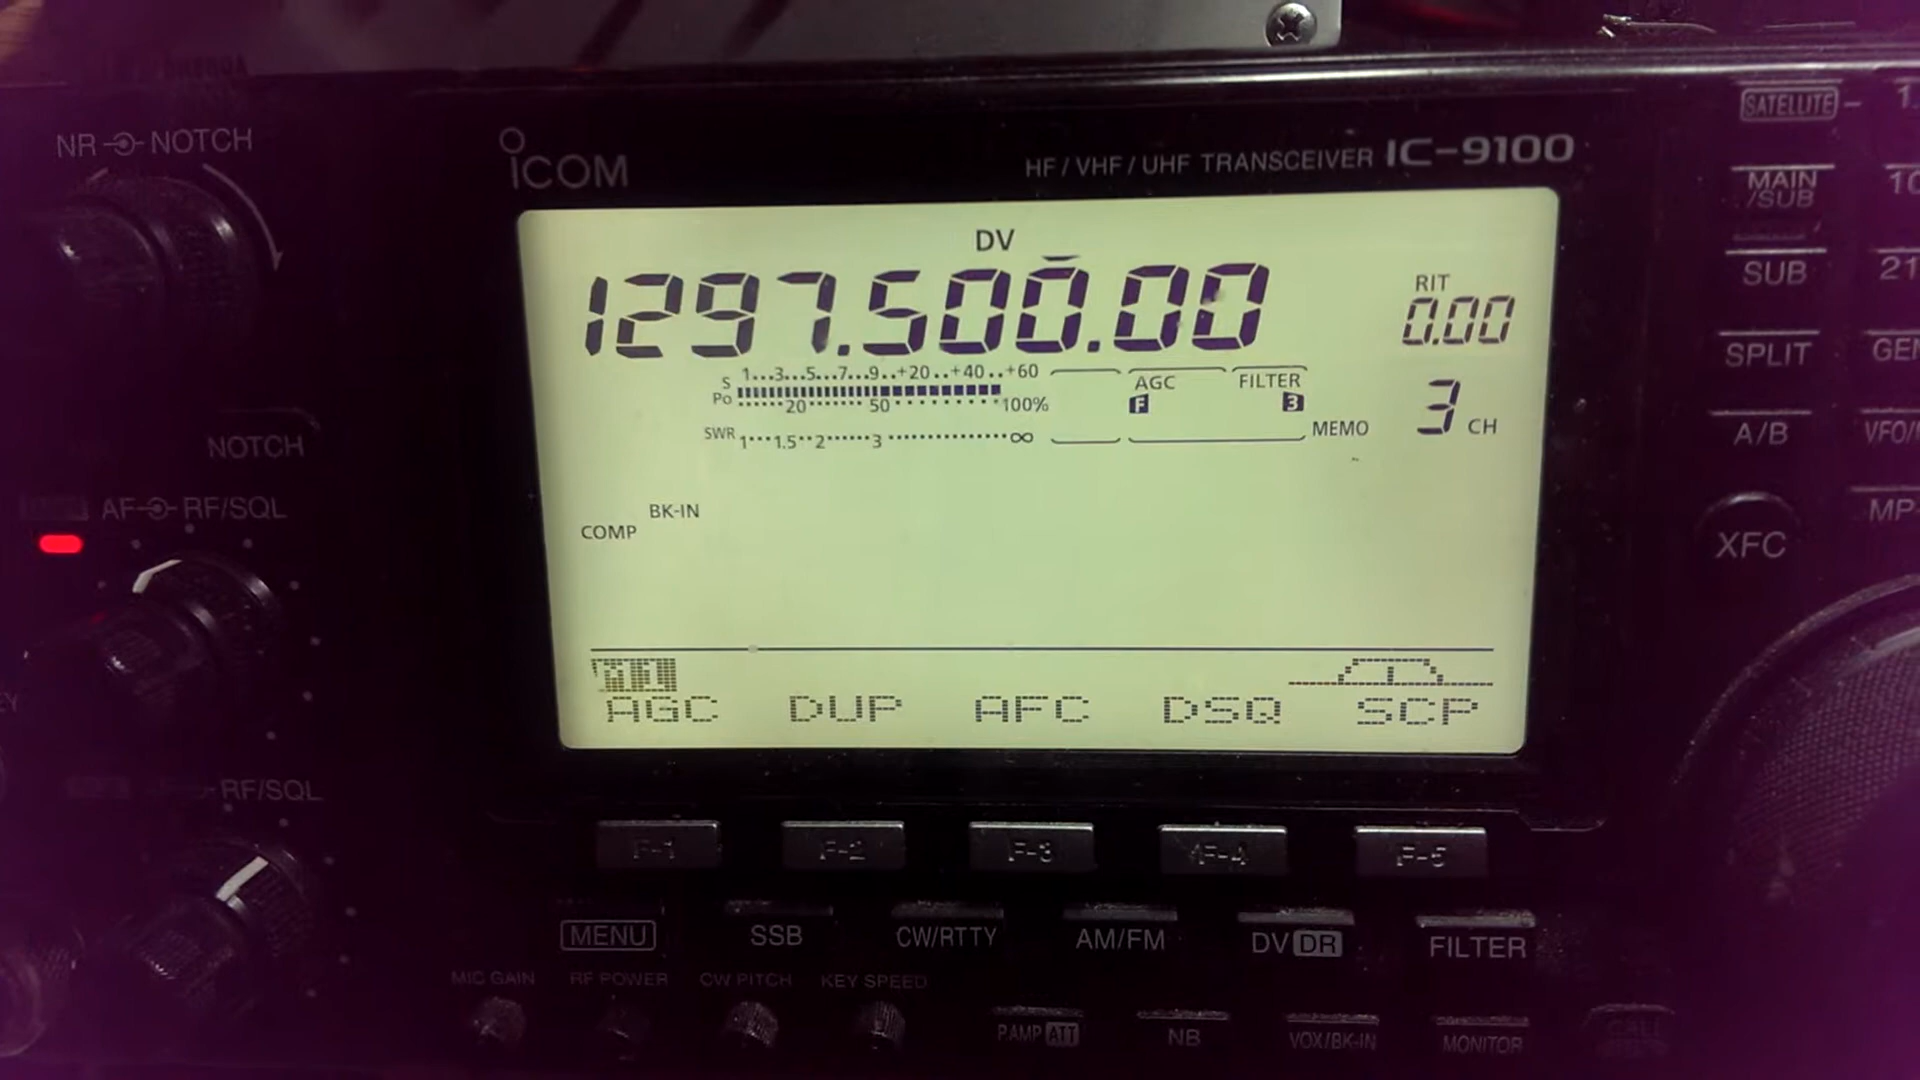 SATELLITE
NR NOTCH
ICOM
HF/VHF/UHF TRANSCEIVER IC-9100
MAIN
/SUB
DV
1297.500.00
RIT
0.00
SUB
S 1...3...5...7...9..+20..+40..+60
Po 20 50 100%
AGC
F
FILTER
3
SPLIT
SWR 1 1.5 2 3 ∞
MEMO
3 CH
A/B
NOTCH
AF RF/SQL
BK-IN
COMP
XFC
AGC DUP AFC DSQ SCP
RF/SQL
F-1 F-2 F-3 F-4 F-5
MENU SSB CW/RTTY AM/FM DV DR FILTER
MIC GAIN RF POWER CW PITCH KEY SPEED
P.AMP ATT NB VOX/BK-IN MONITOR